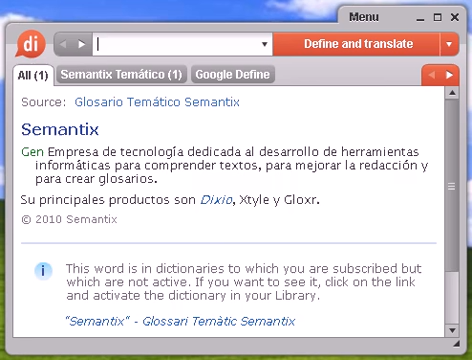 Menu
di
Define and translate
All (1)
Semantix Temático (1)
Google Define
Source: Glosario Temático Semantix
Semantix
Gen Empresa de tecnología dedicada al desarrollo de herramientas
informáticas para comprender textos, para mejorar la redacción y
para crear glosarios.
Su principales productos son Dixio, Xtyle y Gloxr.
© 2010 Semantix
i
This word is in dictionaries to which you are subscribed but
which are not active. If you want to see it, click on the link
and activate the dictionary in your Library.
"Semantix" - Glossari Temàtic Semantix